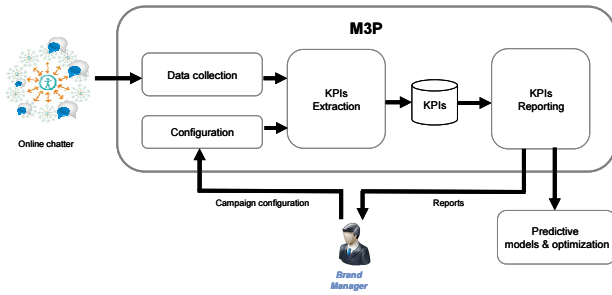 M3P
Data collection
KPIs
Extraction
KPIs
KPIs
Reporting
Configuration
Online chatter
Campaign configuration
Reports
Predictive
models & optimization
Brand
Manager